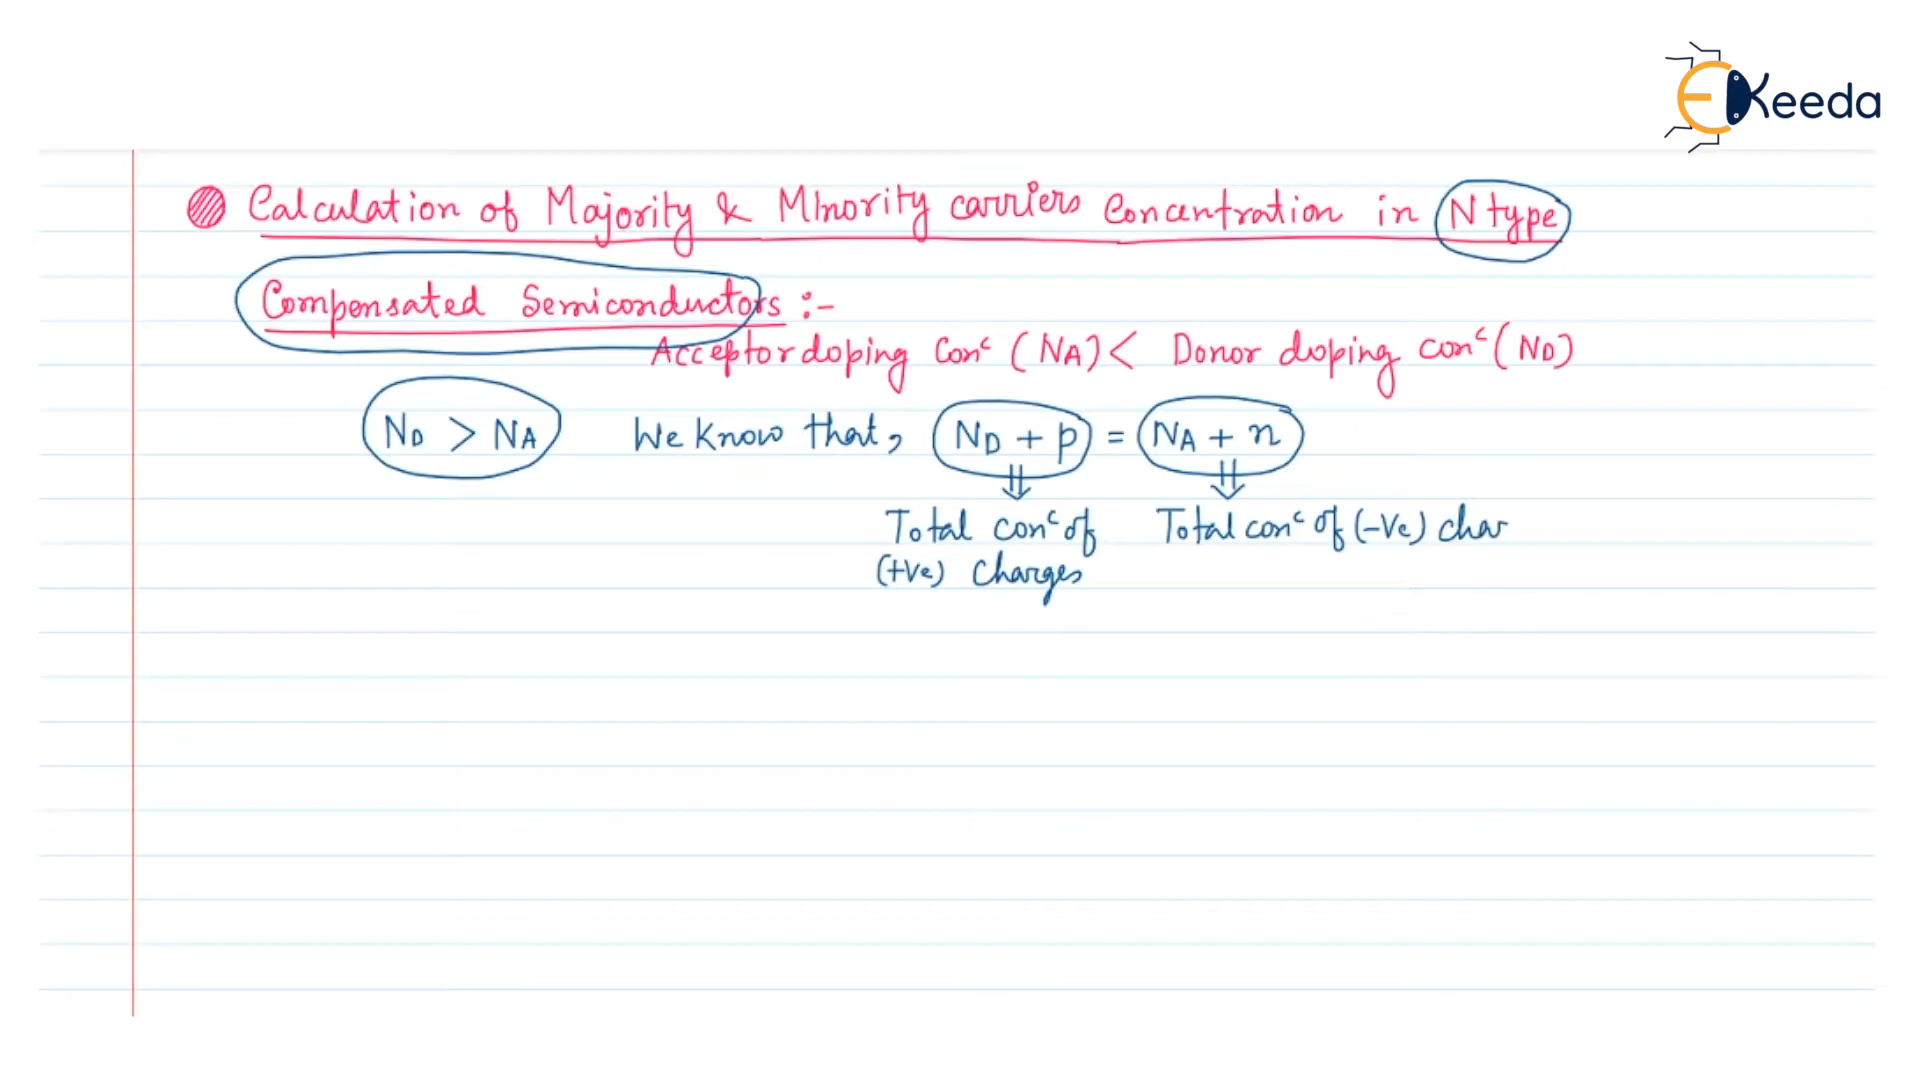 EKeeda
Calculation of Majority & MInority carriers Concentration in N type
Compensated Semiconductors :-
Acceptor doping Conᶜ (NA) < Donor doping conᶜ (ND)
ND > NA We know that, ND + p = NA + n
Total conᶜ of Total conᶜ of (-Ve) char
(+Ve) Charges